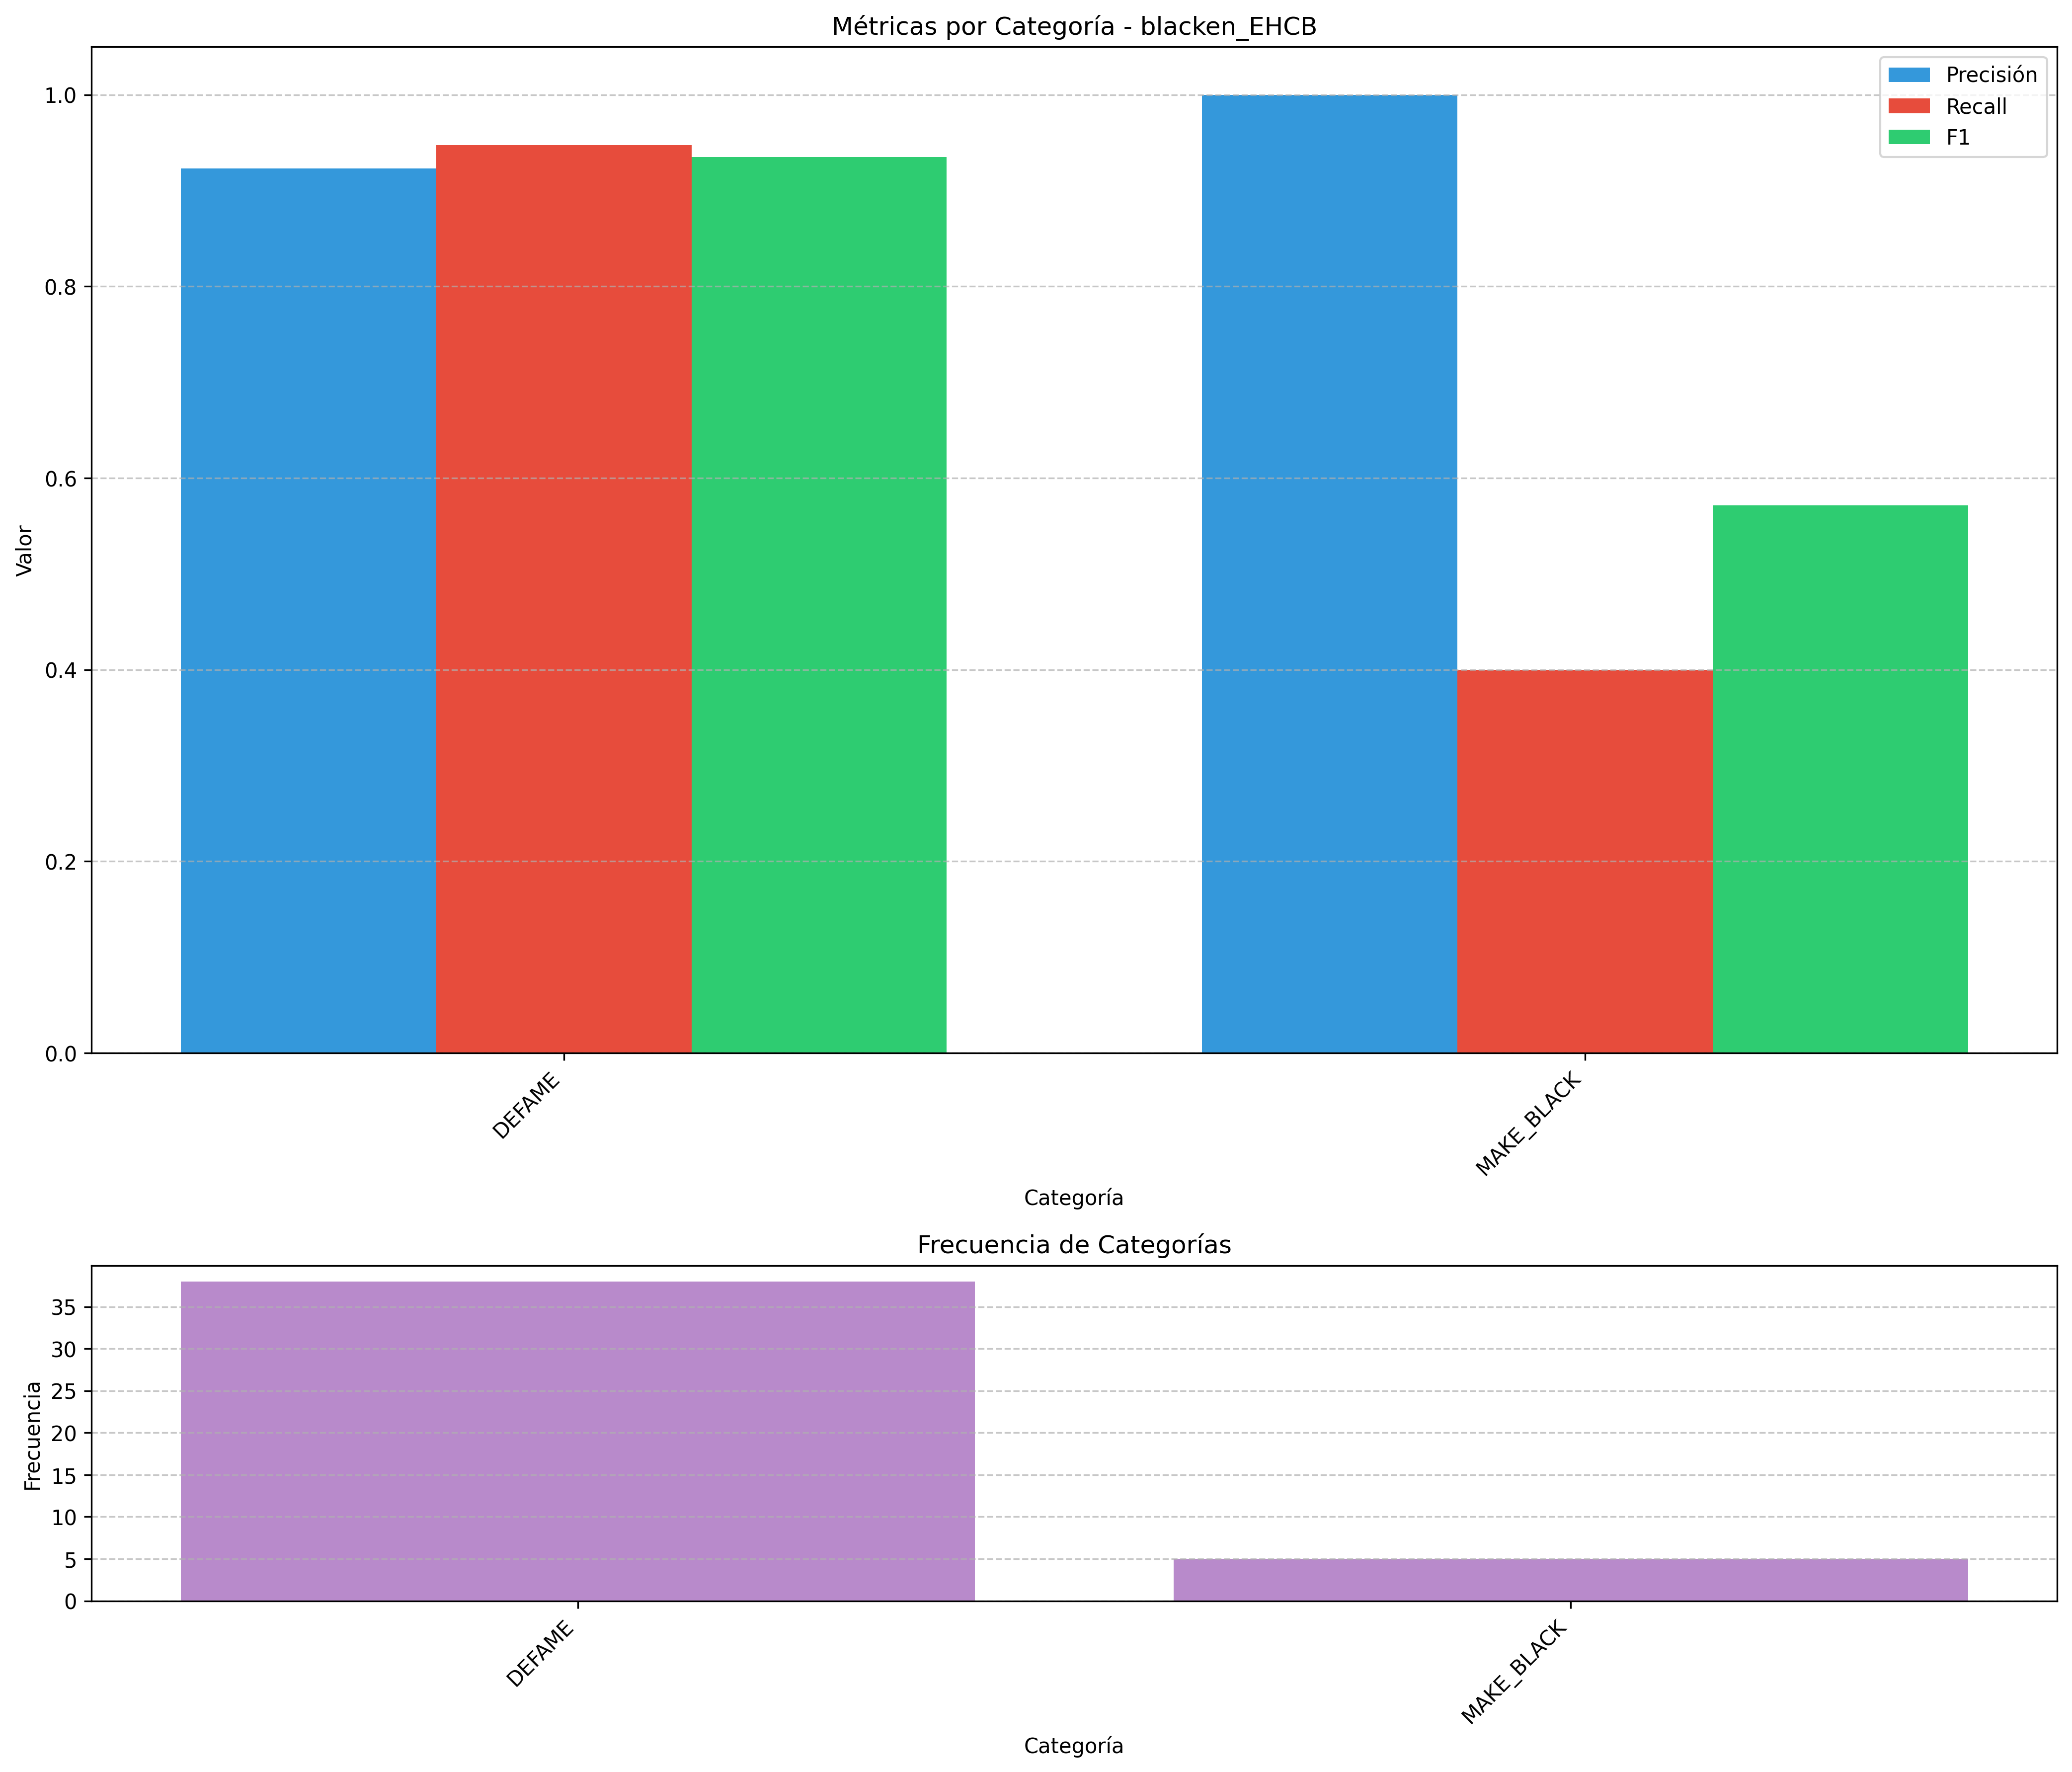 Métricas por Categoría - blacken_EHCB
Precisión
Recall
F1
1.0
0.8
0.6
0.4
0.2
0.0
Valor
DEFAME
MAKE_BLACK
Categoría
Frecuencia de Categorías
35
30
25
20
15
10
5
0
Frecuencia
DEFAME
MAKE_BLACK
Categoría